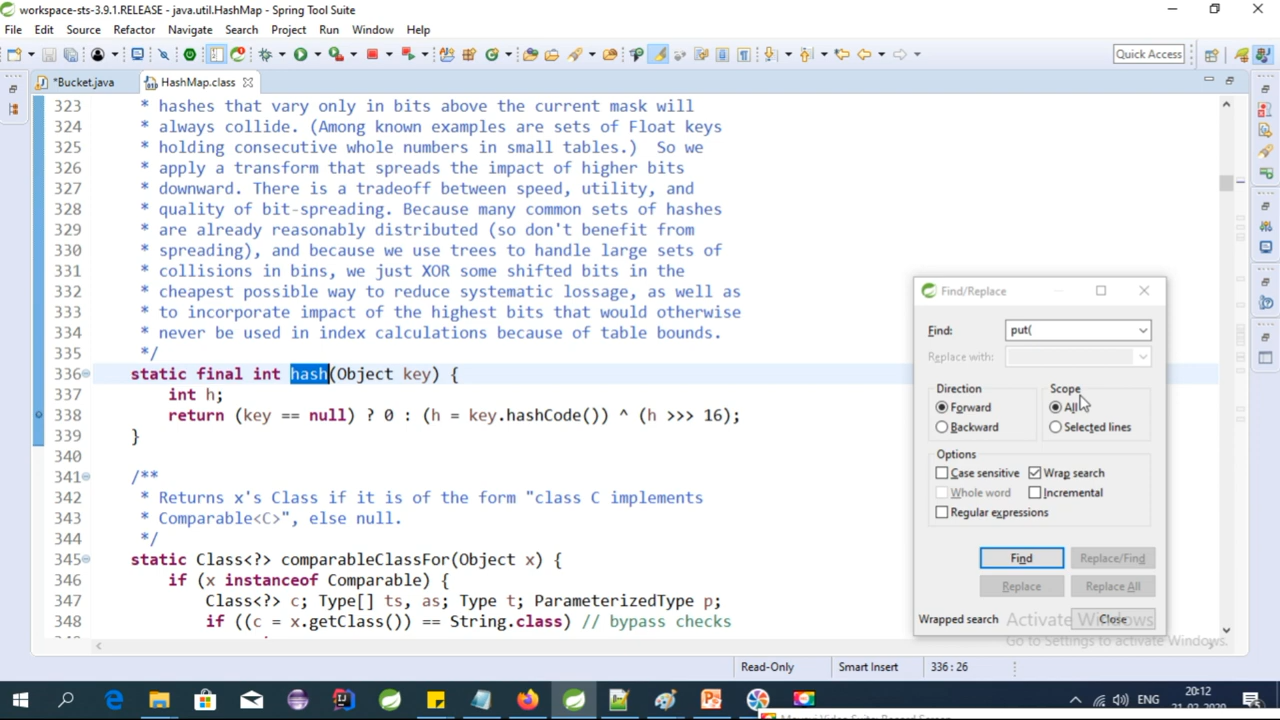 workspace-sts-3.9.1.RELEASE - java.util.HashMap - Spring Tool Suite
File Edit Source Refactor Navigate Search Project Run Window Help
Quick Access
*Bucket.java HashMap.class
323 * hashes that vary only in bits above the current mask will
324 * always collide. (Among known examples are sets of Float keys
325 * holding consecutive whole numbers in small tables.)  So we
326 * apply a transform that spreads the impact of higher bits
327 * downward. There is a tradeoff between speed, utility, and
328 * quality of bit-spreading. Because many common sets of hashes
329 * are already reasonably distributed (so don't benefit from
330 * spreading), and because we use trees to handle large sets of
331 * collisions in bins, we just XOR some shifted bits in the
332 * cheapest possible way to reduce systematic lossage, as well as
333 * to incorporate impact of the highest bits that would otherwise
334 * never be used in index calculations because of table bounds.
335 */
336 static final int hash(Object key) {
337 int h;
338 return (key == null) ? 0 : (h = key.hashCode()) ^ (h >>> 16);
339 }
340
341 /**
342 * Returns x's Class if it is of the form "class C implements
343 * Comparable<C>", else null.
344 */
345 static Class<?> comparableClassFor(Object x) {
346 if (x instanceof Comparable) {
347 Class<?> c; Type[] ts, as; Type t; ParameterizedType p;
348 if ((c = x.getClass()) == String.class) // bypass checks
Find/Replace
Find: put(
Replace with:
Direction Scope
Forward All
Backward Selected lines
Options
Case sensitive Wrap search
Whole word Incremental
Regular expressions
Find Replace/Find
Replace Replace All
Wrapped search Close
Activate Windows
Go to Settings to activate Windows.
Read-Only Smart Insert 336 : 26
ENG 20:12
21-02-2020